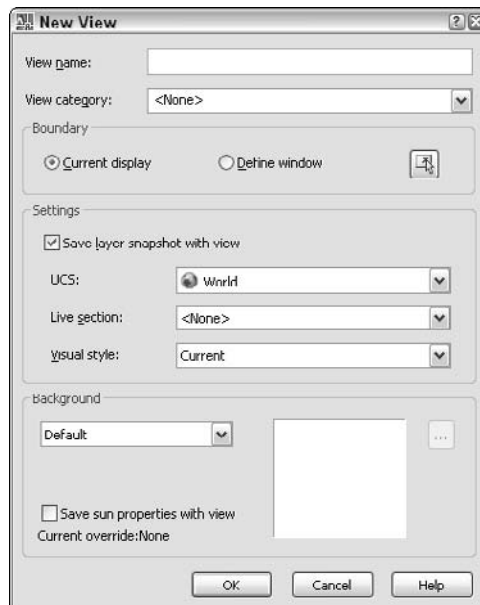 New View
View name:
View category: <None>
Boundary
Current display Define window
Settings
Save layer snapshot with view
UCS: World
Live section: <None>
Visual style: Current
Background
Default
...
Save sun properties with view
Current override:None
OK Cancel Help